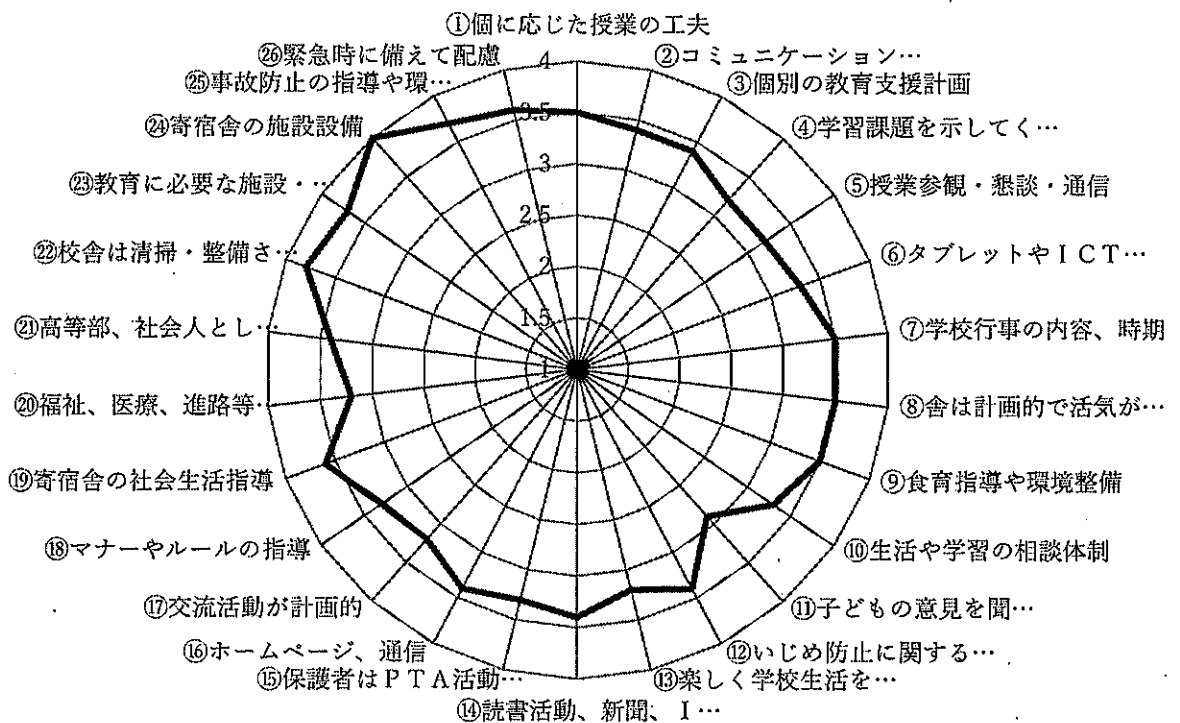 ①個に応じた授業の工夫
②コミュニケーション…
③個別の教育支援計画
④学習課題を示してく…
⑤授業参観・懇談・通信
⑥タブレットやＩＣＴ…
⑦学校行事の内容、時期
⑧舎は計画的で活気が…
⑨食育指導や環境整備
⑩生活や学習の相談体制
⑪子どもの意見を聞…
⑫いじめ防止に関する…
⑬楽しく学校生活を…
⑭読書活動、新聞、Ｉ…
⑮保護者はＰＴＡ活動…
⑯ホームページ、通信
⑰交流活動が計画的
⑱マナーやルールの指導
⑲寄宿舎の社会生活指導
⑳福祉、医療、進路等…
㉑高等部、社会人とし…
㉒校舎は清掃・整備さ…
㉓教育に必要な施設・…
㉔寄宿舎の施設設備
㉕事故防止の指導や環…
㉖緊急時に備えて配慮
4
3.5
3
2.5
2
1.5
1